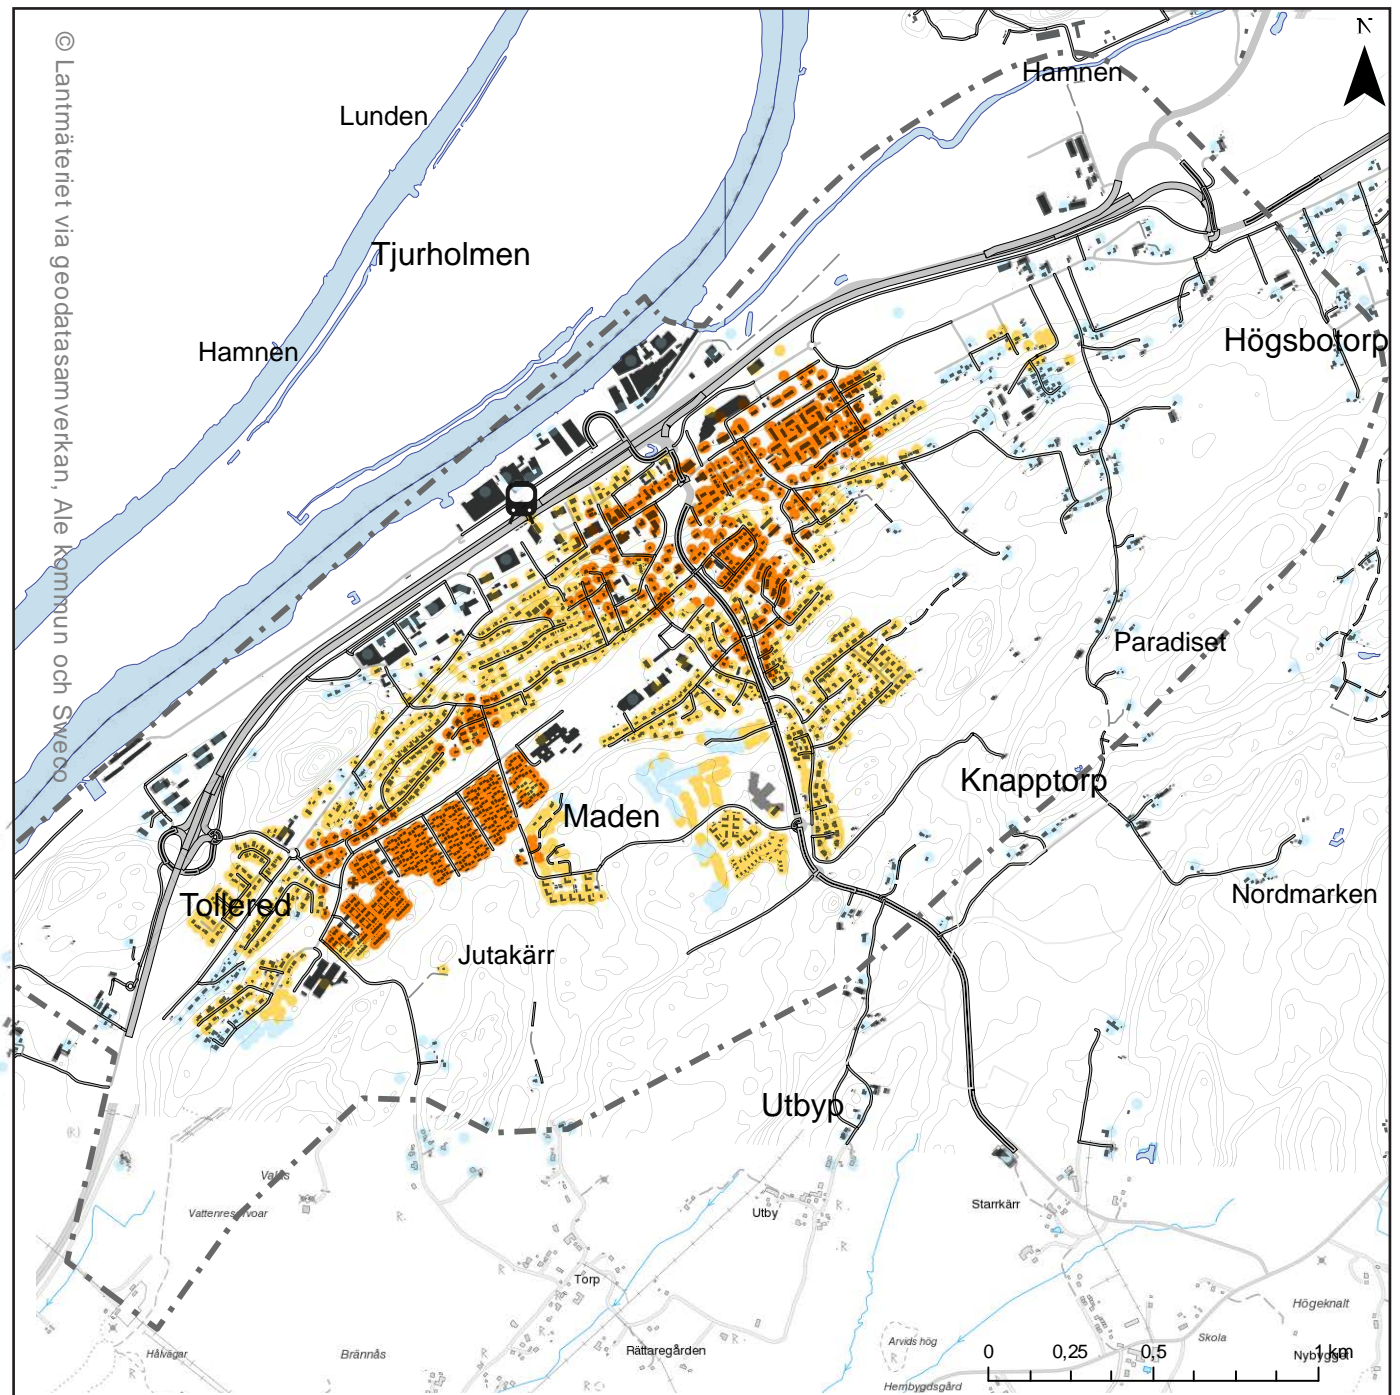 N
Hamnen
Lunden
© Lantmäteriet via geodatasamverkan, Ale kommun och Sweco
Tjurholmen
Högsbotorp
Hamnen
Paradiset
Knapptorp
Maden
Nordmarken
Tollered
Jutakärr
Utbyp
(K)
Vattenreservoar
Utby
Starrkärr
R
R
R
R
Torp
Högeknalt
Skola
Arvids hög
Rättaregården
Hålvägar
Brännås
0 0,25 0,5 1 km
Nybygget
R
R
R
R
Hembygdsgård